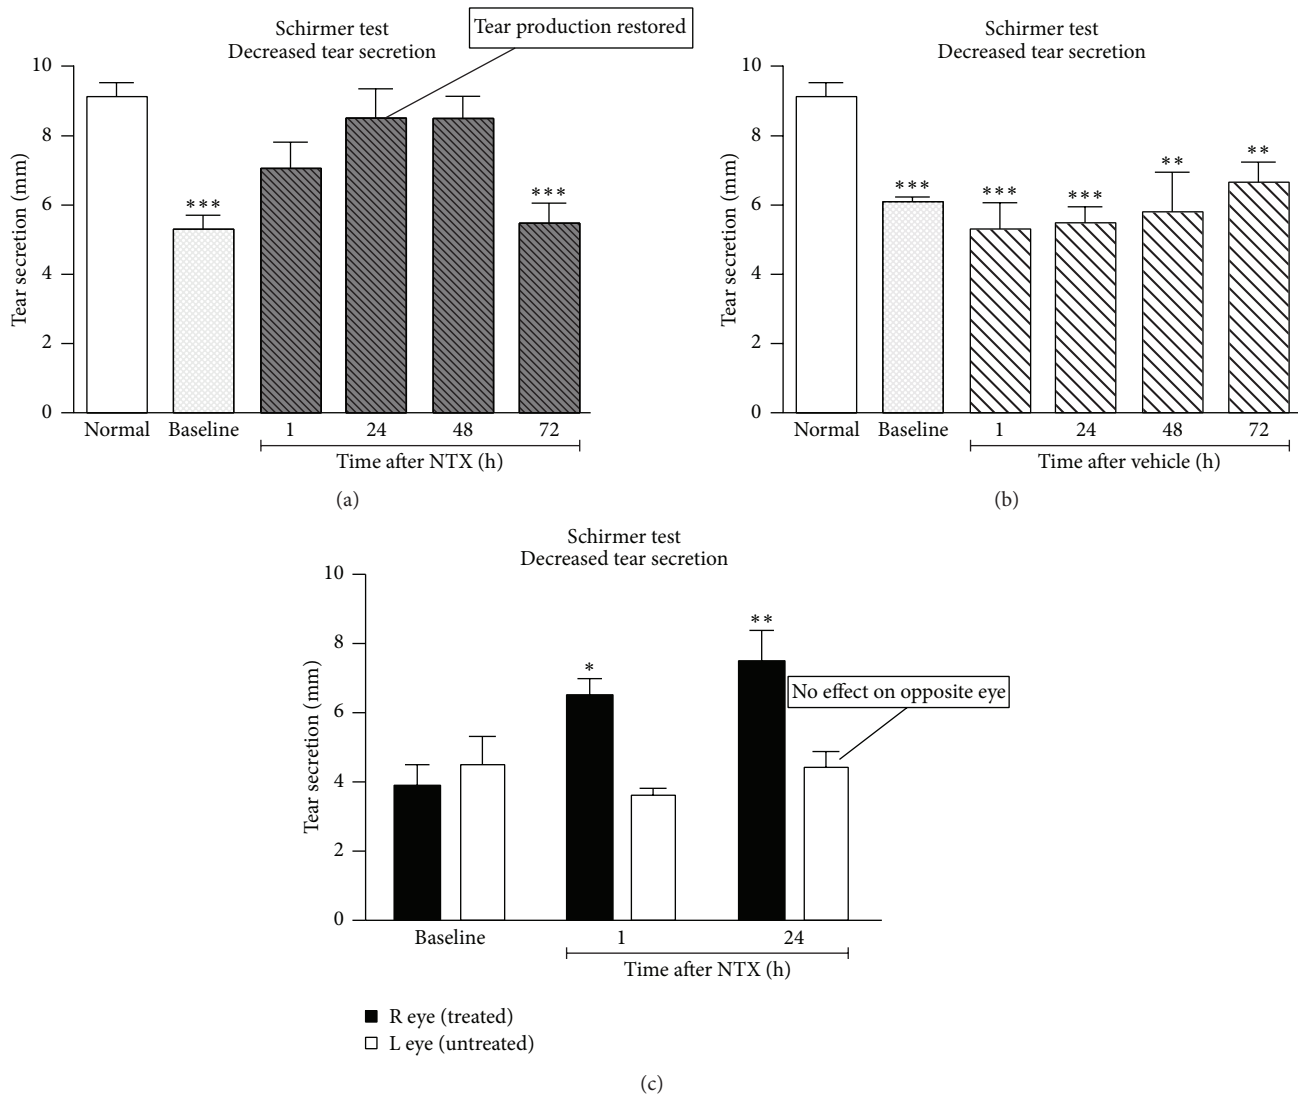 Schirmer test
Decreased tear secretion
Tear production restored
Tear secretion (mm)
10
8
6
4
2
0
***
***
Normal Baseline 1 24 48 72
Time after NTX (h)
(a)
Schirmer test
Decreased tear secretion
Tear secretion (mm)
10
8
6
4
2
0
*** *** *** ** **
Normal Baseline 1 24 48 72
Time after vehicle (h)
(b)
Schirmer test
Decreased tear secretion
Tear secretion (mm)
10
8
6
4
2
0
*
**
No effect on opposite eye
Baseline 1 24
Time after NTX (h)
R eye (treated)
L eye (untreated)
(c)